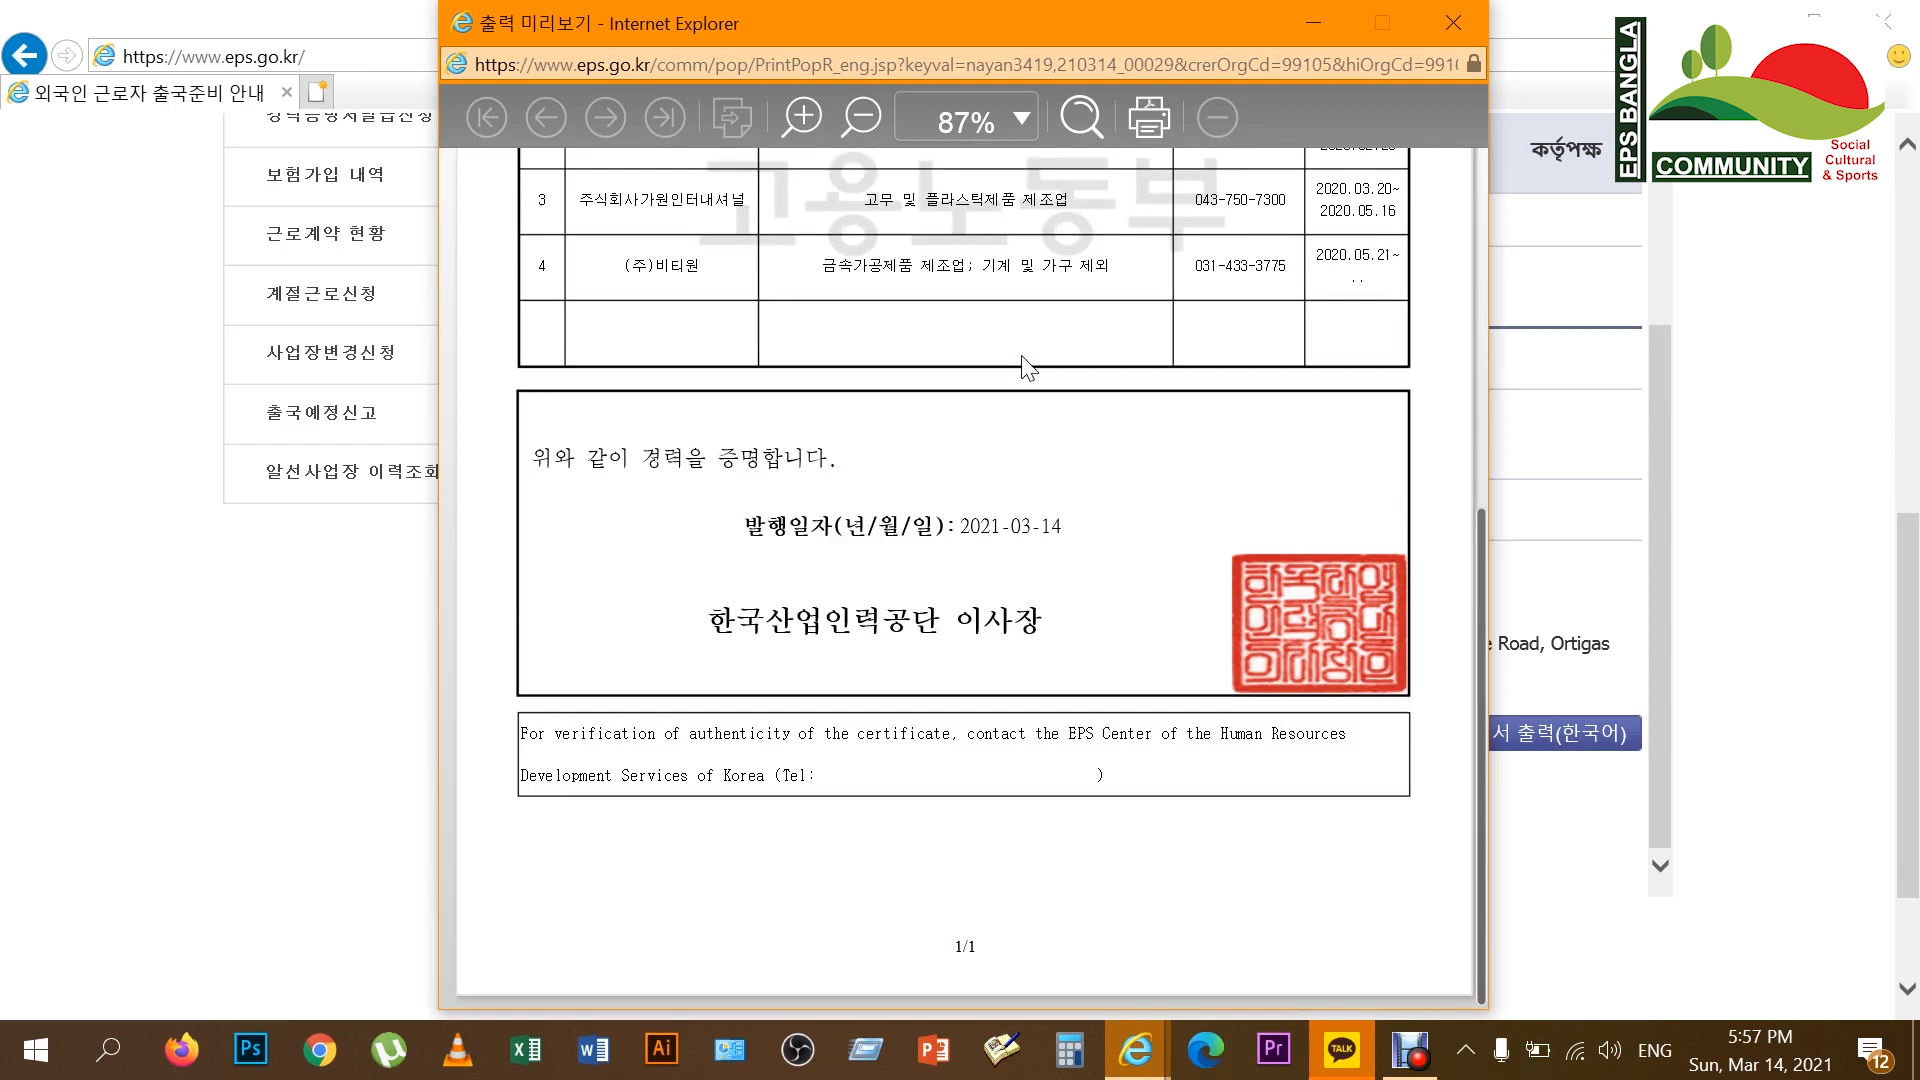 출력 미리보기 - Internet Explorer
https://www.eps.go.kr/comm/pop/PrintPopR_eng.jsp?keyval=nayan3419,210314_00029&crerOrgCd=99105&hiOrgCd=9910
https://www.eps.go.kr/
외국인 근로자 출국준비 안내
87%
EPS BANGLA
COMMUNITY
Social
Cultural
& Sports
কর্তৃপক্ষ
보험가입 내역
근로계약 현황
계절근로신청
사업장변경신청
출국예정신고
알선사업장 이력조회
고용노동부
3 주식회사가원인터내셔널 고무 및 플라스틱제품 제조업 043-750-7300 2020.03.20~
2020.05.16
4 (주)비티원 금속가공제품 제조업; 기계 및 가구 제외 031-433-3775 2020.05.21~
. .
위와 같이 경력을 증명합니다.
발행일자(년/월/일): 2021-03-14
한국산업인력공단 이사장
For verification of authenticity of the certificate, contact the EPS Center of the Human Resources
Development Services of Korea (Tel: )
1/1
e Road, Ortigas
서 출력(한국어)
Ps
Ai
Pr
TALK
ENG
5:57 PM
Sun, Mar 14, 2021
12